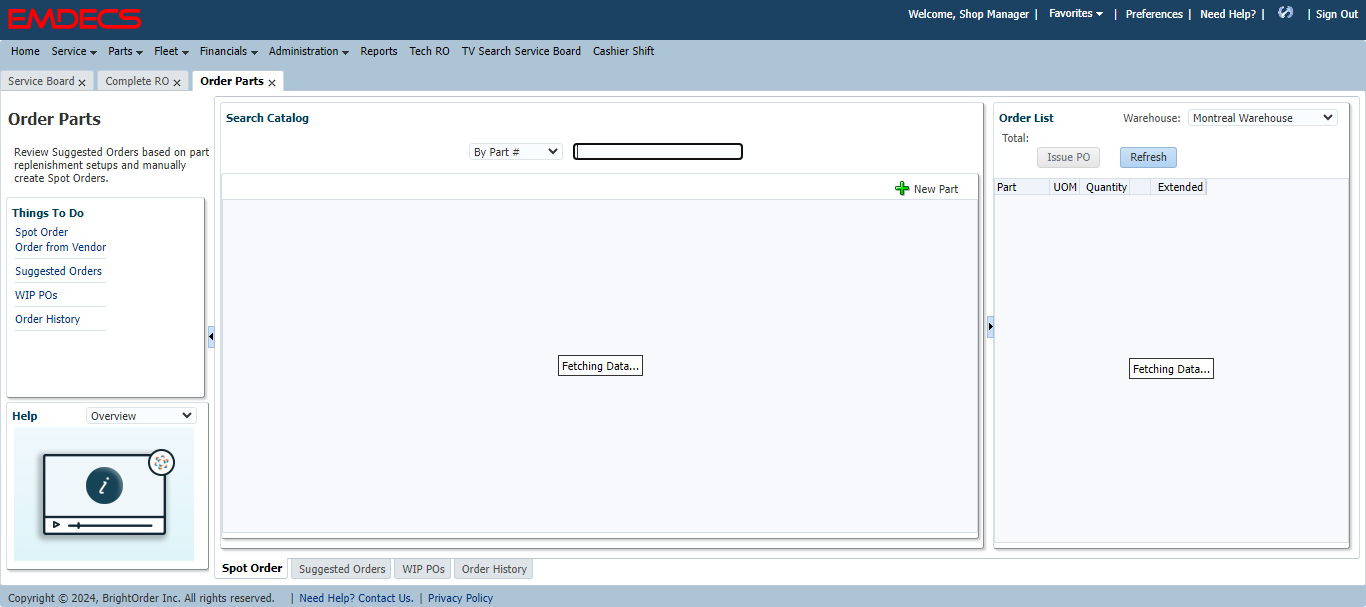 EMDECS
Welcome, Shop Manager | Favorites | Preferences | Need Help? | | Sign Out
Home Service Parts Fleet Financials Administration Reports Tech RO TV Search Service Board Cashier Shift
Service Board x Complete RO x Order Parts x
Order Parts
Review Suggested Orders based on part
replenishment setups and manually
create Spot Orders.
Things To Do
Spot Order
Order from Vendor
Suggested Orders
WIP POs
Order History
Help Overview
i
Search Catalog
By Part #
New Part
Fetching Data...
Order List Warehouse: Montreal Warehouse
Total:
Issue PO Refresh
Part UOM Quantity Extended
Fetching Data...
Spot Order Suggested Orders WIP POs Order History
Copyright © 2024, BrightOrder Inc. All rights reserved. | Need Help? Contact Us. | Privacy Policy